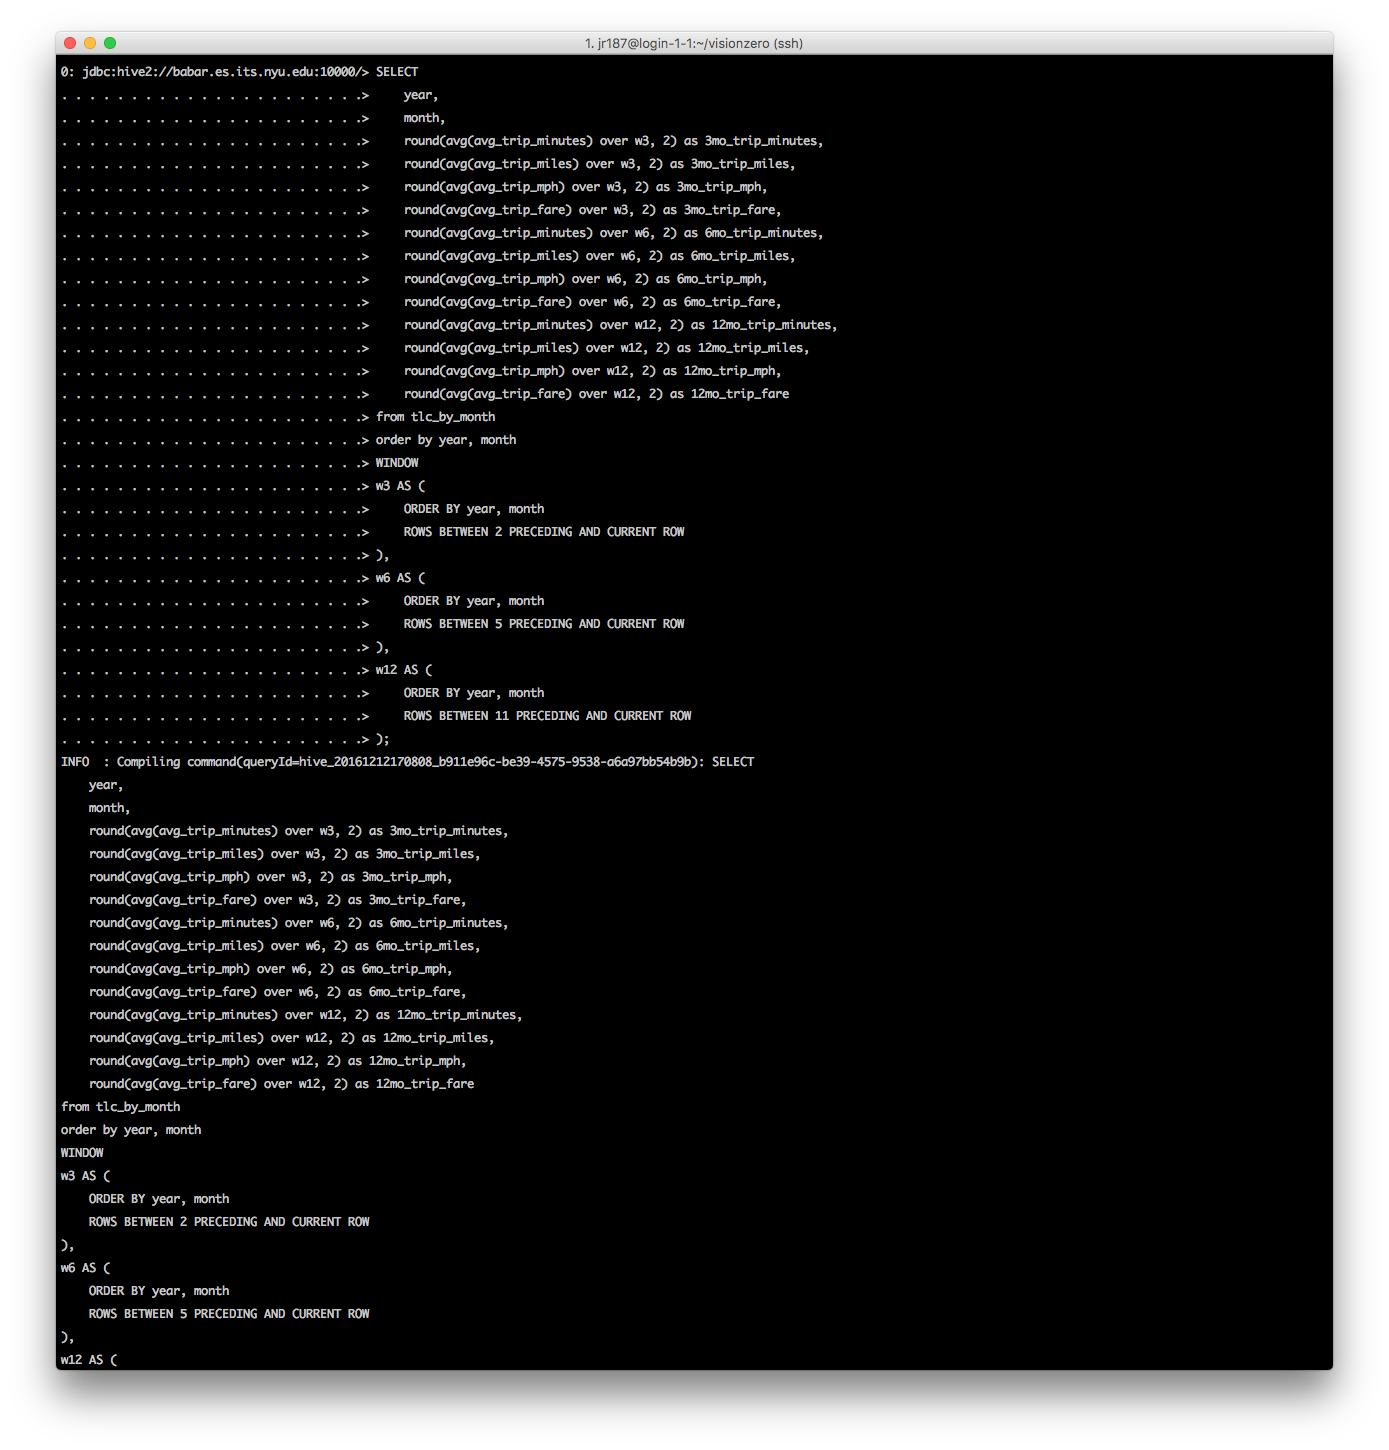 1. jr187@login-1-1:~/visionzero (ssh)
0: jdbc:hive2://babar.es.its.nyu.edu:10000/> SELECT
. . . . . . . . . . . . . . . . . . . . . .>     year,
. . . . . . . . . . . . . . . . . . . . . .>     month,
. . . . . . . . . . . . . . . . . . . . . .>     round(avg(avg_trip_minutes) over w3, 2) as 3mo_trip_minutes,
. . . . . . . . . . . . . . . . . . . . . .>     round(avg(avg_trip_miles) over w3, 2) as 3mo_trip_miles,
. . . . . . . . . . . . . . . . . . . . . .>     round(avg(avg_trip_mph) over w3, 2) as 3mo_trip_mph,
. . . . . . . . . . . . . . . . . . . . . .>     round(avg(avg_trip_fare) over w3, 2) as 3mo_trip_fare,
. . . . . . . . . . . . . . . . . . . . . .>     round(avg(avg_trip_minutes) over w6, 2) as 6mo_trip_minutes,
. . . . . . . . . . . . . . . . . . . . . .>     round(avg(avg_trip_miles) over w6, 2) as 6mo_trip_miles,
. . . . . . . . . . . . . . . . . . . . . .>     round(avg(avg_trip_mph) over w6, 2) as 6mo_trip_mph,
. . . . . . . . . . . . . . . . . . . . . .>     round(avg(avg_trip_fare) over w6, 2) as 6mo_trip_fare,
. . . . . . . . . . . . . . . . . . . . . .>     round(avg(avg_trip_minutes) over w12, 2) as 12mo_trip_minutes,
. . . . . . . . . . . . . . . . . . . . . .>     round(avg(avg_trip_miles) over w12, 2) as 12mo_trip_miles,
. . . . . . . . . . . . . . . . . . . . . .>     round(avg(avg_trip_mph) over w12, 2) as 12mo_trip_mph,
. . . . . . . . . . . . . . . . . . . . . .>     round(avg(avg_trip_fare) over w12, 2) as 12mo_trip_fare
. . . . . . . . . . . . . . . . . . . . . .> from tlc_by_month
. . . . . . . . . . . . . . . . . . . . . .> order by year, month
. . . . . . . . . . . . . . . . . . . . . .> WINDOW
. . . . . . . . . . . . . . . . . . . . . .> w3 AS (
. . . . . . . . . . . . . . . . . . . . . .>     ORDER BY year, month
. . . . . . . . . . . . . . . . . . . . . .>     ROWS BETWEEN 2 PRECEDING AND CURRENT ROW
. . . . . . . . . . . . . . . . . . . . . .> ),
. . . . . . . . . . . . . . . . . . . . . .> w6 AS (
. . . . . . . . . . . . . . . . . . . . . .>     ORDER BY year, month
. . . . . . . . . . . . . . . . . . . . . .>     ROWS BETWEEN 5 PRECEDING AND CURRENT ROW
. . . . . . . . . . . . . . . . . . . . . .> ),
. . . . . . . . . . . . . . . . . . . . . .> w12 AS (
. . . . . . . . . . . . . . . . . . . . . .>     ORDER BY year, month
. . . . . . . . . . . . . . . . . . . . . .>     ROWS BETWEEN 11 PRECEDING AND CURRENT ROW
. . . . . . . . . . . . . . . . . . . . . .> );
INFO  : Compiling command(queryId=hive_20161212170808_b911e96c-be39-4575-9538-a6a97bb54b9b): SELECT
    year,
    month,
    round(avg(avg_trip_minutes) over w3, 2) as 3mo_trip_minutes,
    round(avg(avg_trip_miles) over w3, 2) as 3mo_trip_miles,
    round(avg(avg_trip_mph) over w3, 2) as 3mo_trip_mph,
    round(avg(avg_trip_fare) over w3, 2) as 3mo_trip_fare,
    round(avg(avg_trip_minutes) over w6, 2) as 6mo_trip_minutes,
    round(avg(avg_trip_miles) over w6, 2) as 6mo_trip_miles,
    round(avg(avg_trip_mph) over w6, 2) as 6mo_trip_mph,
    round(avg(avg_trip_fare) over w6, 2) as 6mo_trip_fare,
    round(avg(avg_trip_minutes) over w12, 2) as 12mo_trip_minutes,
    round(avg(avg_trip_miles) over w12, 2) as 12mo_trip_miles,
    round(avg(avg_trip_mph) over w12, 2) as 12mo_trip_mph,
    round(avg(avg_trip_fare) over w12, 2) as 12mo_trip_fare
from tlc_by_month
order by year, month
WINDOW
w3 AS (
    ORDER BY year, month
    ROWS BETWEEN 2 PRECEDING AND CURRENT ROW
),
w6 AS (
    ORDER BY year, month
    ROWS BETWEEN 5 PRECEDING AND CURRENT ROW
),
w12 AS (